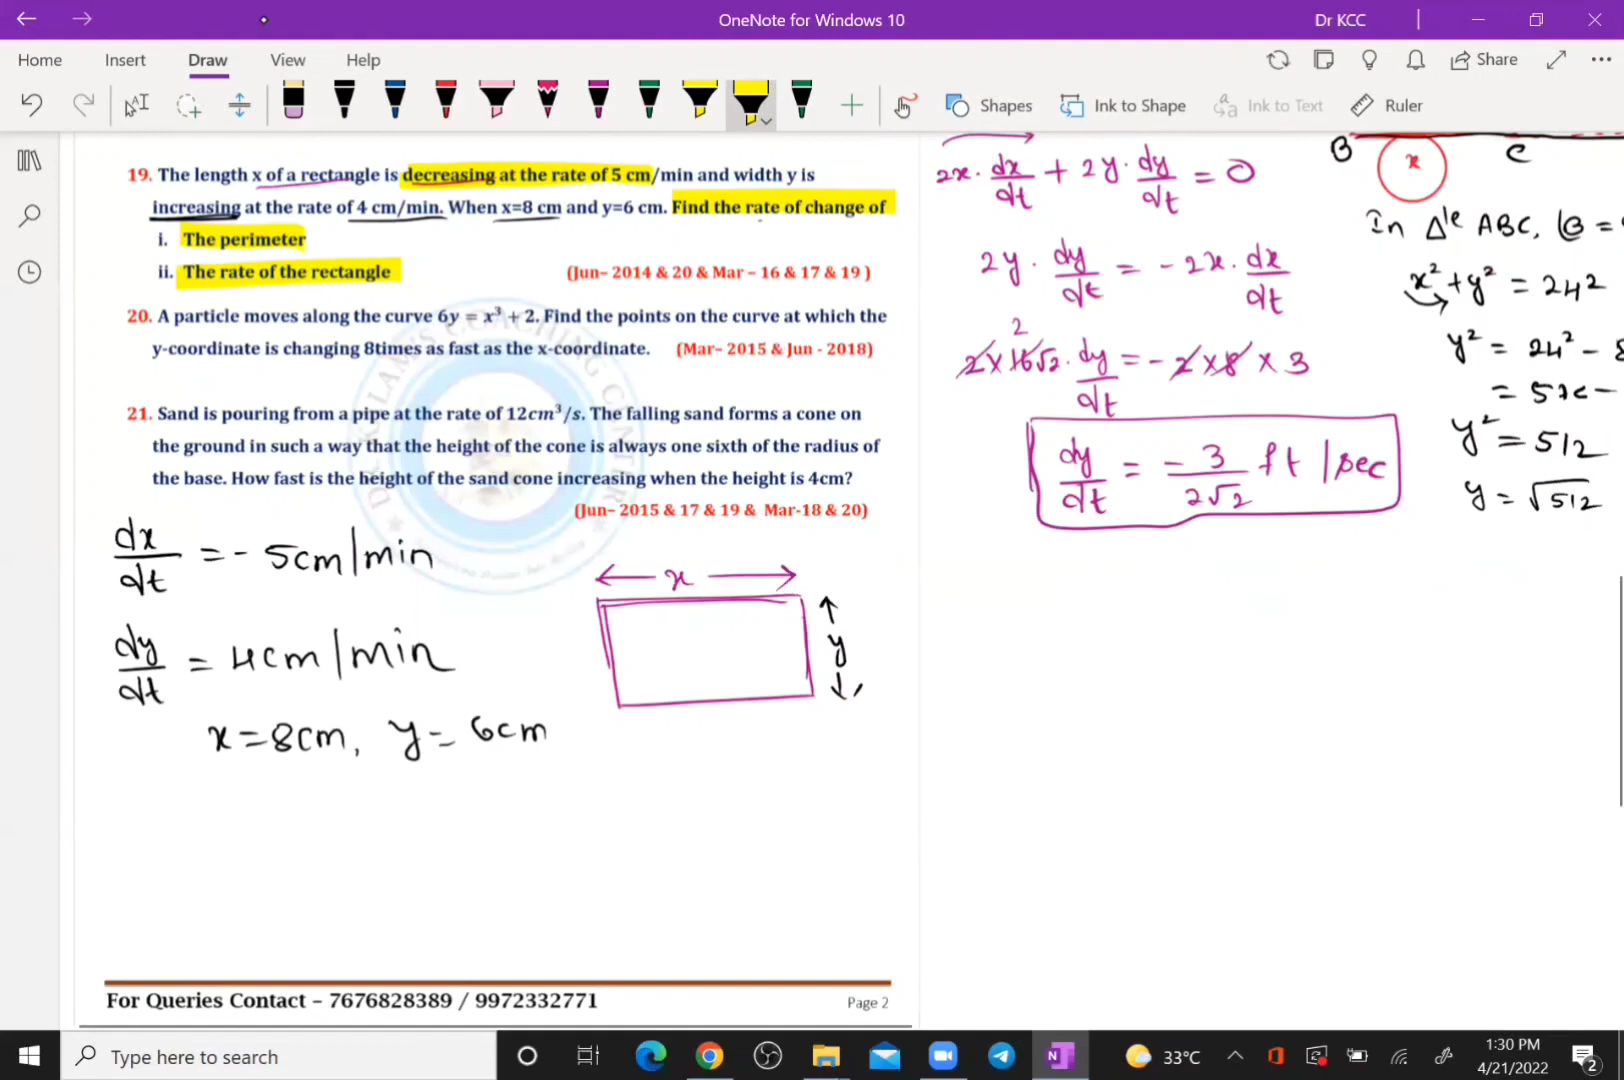 OneNote for Windows 10
Dr KCC
Home Insert Draw View Help
Share
Shapes Ink to Shape Ink to Text Ruler
19. The length x of a rectangle is decreasing at the rate of 5 cm/min and width y is
increasing at the rate of 4 cm/min. When x=8 cm and y=6 cm. Find the rate of change of
i. The perimeter
ii. The rate of the rectangle (Jun– 2014 & 20 & Mar – 16 & 17 & 19 )
20. A particle moves along the curve 6y = x³ + 2. Find the points on the curve at which the
y-coordinate is changing 8times as fast as the x-coordinate. (Mar– 2015 & Jun - 2018)
21. Sand is pouring from a pipe at the rate of 12cm³/s. The falling sand forms a cone on
the ground in such a way that the height of the cone is always one sixth of the radius of
the base. How fast is the height of the sand cone increasing when the height is 4cm?
(Jun– 2015 & 17 & 19 & Mar-18 & 20)
dx/dt = - 5cm/min
dy/dt = 4cm/min
x=8cm, y= 6cm
x
y
2x. dx/dt + 2y. dy/dt = 0
2y. dy/dt = - 2x. dx/dt
2
2x16√2. dy/dt = - 2x8 x 3
dy/dt = - 3/2√2 ft/sec
B
x
C
In Δle ABC,
x²+y² = 24²
y² = 24² -
y² = 512
y = √512
For Queries Contact – 7676828389 / 9972332771
Page 2
Type here to search
33°C
1:30 PM
4/21/2022
2